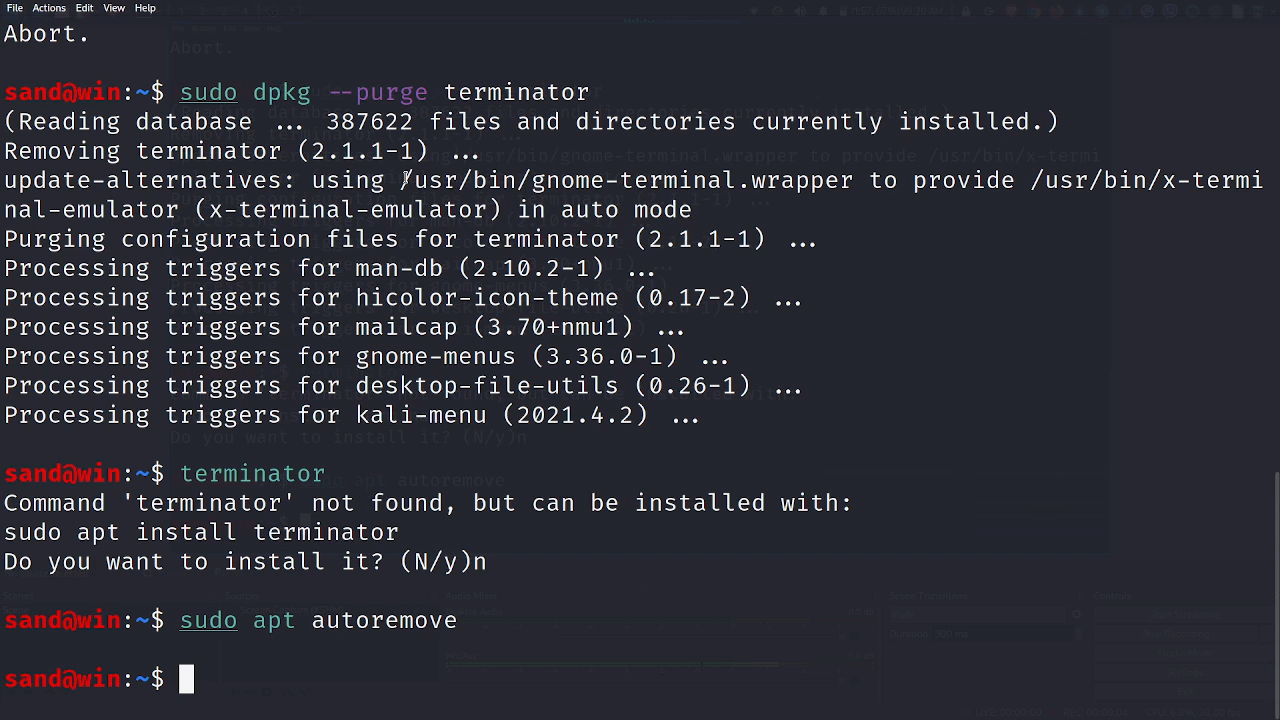 File Actions Edit View Help
Abort.
sand@win:~$ sudo dpkg --purge terminator
(Reading database ... 387622 files and directories currently installed.)
Removing terminator (2.1.1-1) ...
update-alternatives: using /usr/bin/gnome-terminal.wrapper to provide /usr/bin/x-termi
nal-emulator (x-terminal-emulator) in auto mode
Purging configuration files for terminator (2.1.1-1) ...
Processing triggers for man-db (2.10.2-1) ...
Processing triggers for hicolor-icon-theme (0.17-2) ...
Processing triggers for mailcap (3.70+nmu1) ...
Processing triggers for gnome-menus (3.36.0-1) ...
Processing triggers for desktop-file-utils (0.26-1) ...
Processing triggers for kali-menu (2021.4.2) ...
sand@win:~$ terminator
Command 'terminator' not found, but can be installed with:
sudo apt install terminator
Do you want to install it? (N/y)n
sand@win:~$ sudo apt autoremove
sand@win:~$